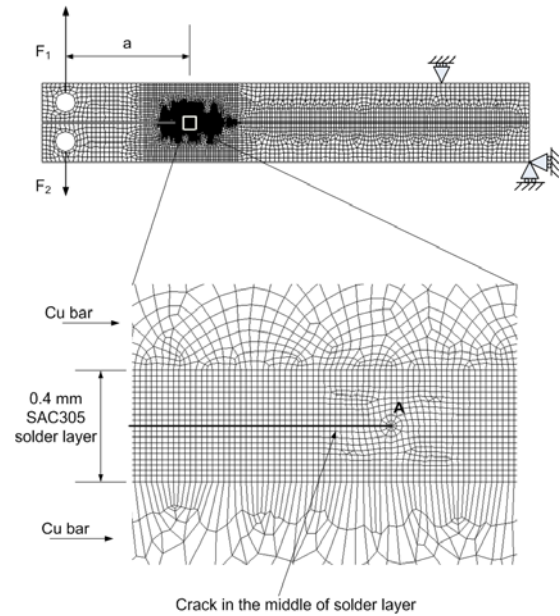 F1
a
F2
Cu bar
A
0.4 mm
SAC305
solder layer
Cu bar
Crack in the middle of solder layer